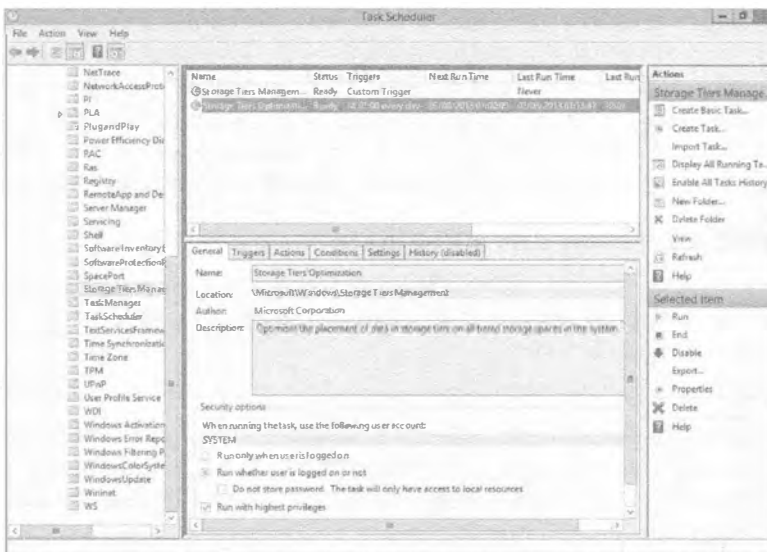 Task Scheduler
File Action View Help
NetTrace
NetworkAccessProti
PI
PLA
PlugandPlay
Power Efficiency Dia
RAC
Ras
Registry
RemoteApp and De
Server Manager
Servicing
Shell
SoftwareInventoryL
SoftwareProtectionP
SpacePort
Storage Tiers Manas
TaskManager
TaskScheduler
TextServicesFramew
Time Synchronizatic
Time Zone
TPM
UPnP
User Profile Service
WDI
Windows Activation
Windows Error Repc
Windows Filtering P
WindowsColorSyste
WindowsUpdate
Wininet
WS
Name Status Triggers Next Run Time Last Run Time Last Run
Storage Tiers Managem... Ready Custom Trigger Never
Storage Tiers Optimizati... Ready every day
General Triggers Actions Conditions Settings History (disabled)
Name: Storage Tiers Optimization
Location: \Microsoft\Windows\Storage Tiers Management
Author: Microsoft Corporation
Description: Optimizes the placement of data in storage tiers on all tiered storage spaces in the system.
Security options
When running the task, use the following user account:
SYSTEM
Run only when user is logged on
Run whether user is logged on or not
Do not store password. The task will only have access to local resources
Run with highest privileges
Actions
Storage Tiers Manage...
Create Basic Task...
Create Task...
Import Task...
Display All Running Ta...
Enable All Tasks History
New Folder...
Delete Folder
View
Refresh
Help
Selected Item
Run
End
Disable
Export...
Properties
Delete
Help